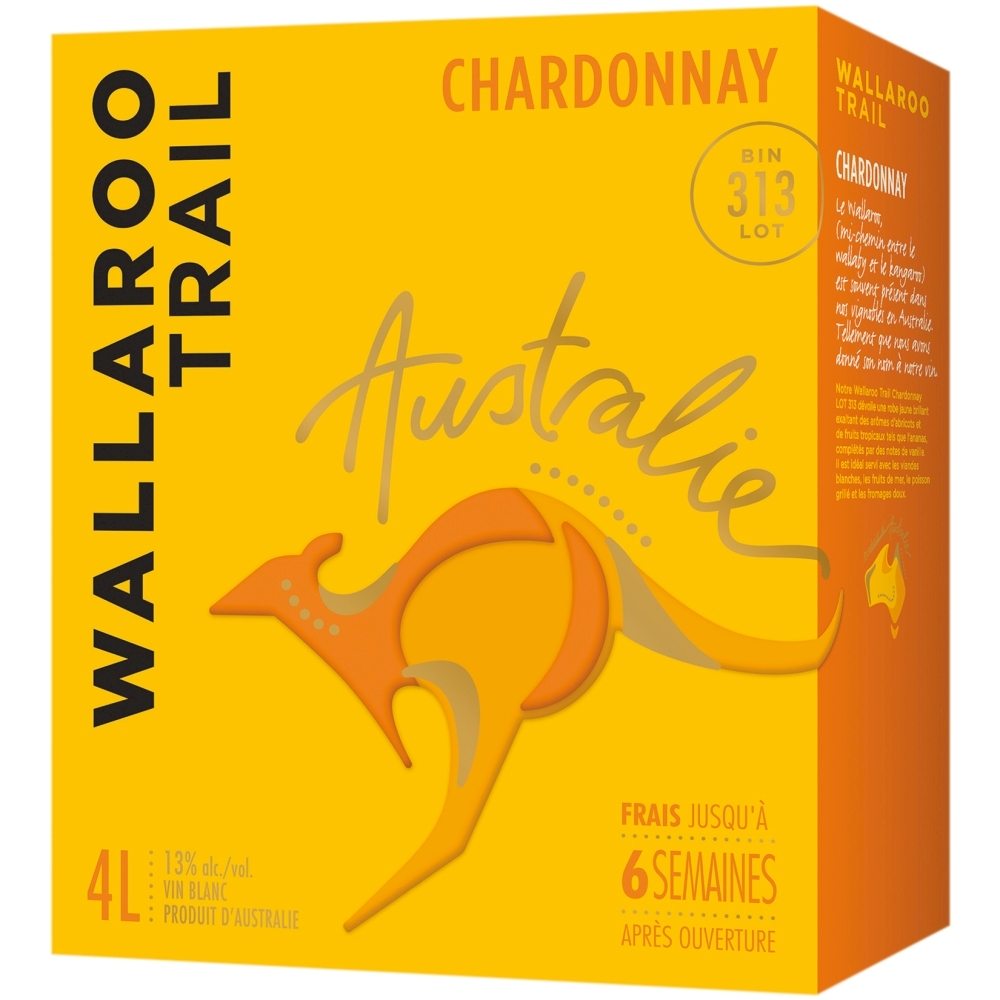 WALLAROO
TRAIL
CHARDONNAY
BIN
313
LOT
Australie
4L
13% alc./vol.
VIN BLANC
PRODUIT D'AUSTRALIE
FRAIS JUSQU'À
6 SEMAINES
APRÈS OUVERTURE
WALLAROO
TRAIL
CHARDONNAY
Le Wallaroo,
(mi-chemin entre le
wallaby et le kangaroo)
est souvent présent dans
nos vignobles en Australie.
Tellement que nous avons
donné son nom à notre vin.
Notre Wallaroo Trail Chardonnay
LOT 313 dévoile une robe jaune brillant
exaltant des arômes d'abricots et
de fruits tropicaux tels que l'ananas,
complétés par des notes de vanille.
Il est idéal servi avec les viandes
blanches, les fruits de mer, le poisson
grillé et les fromages doux.